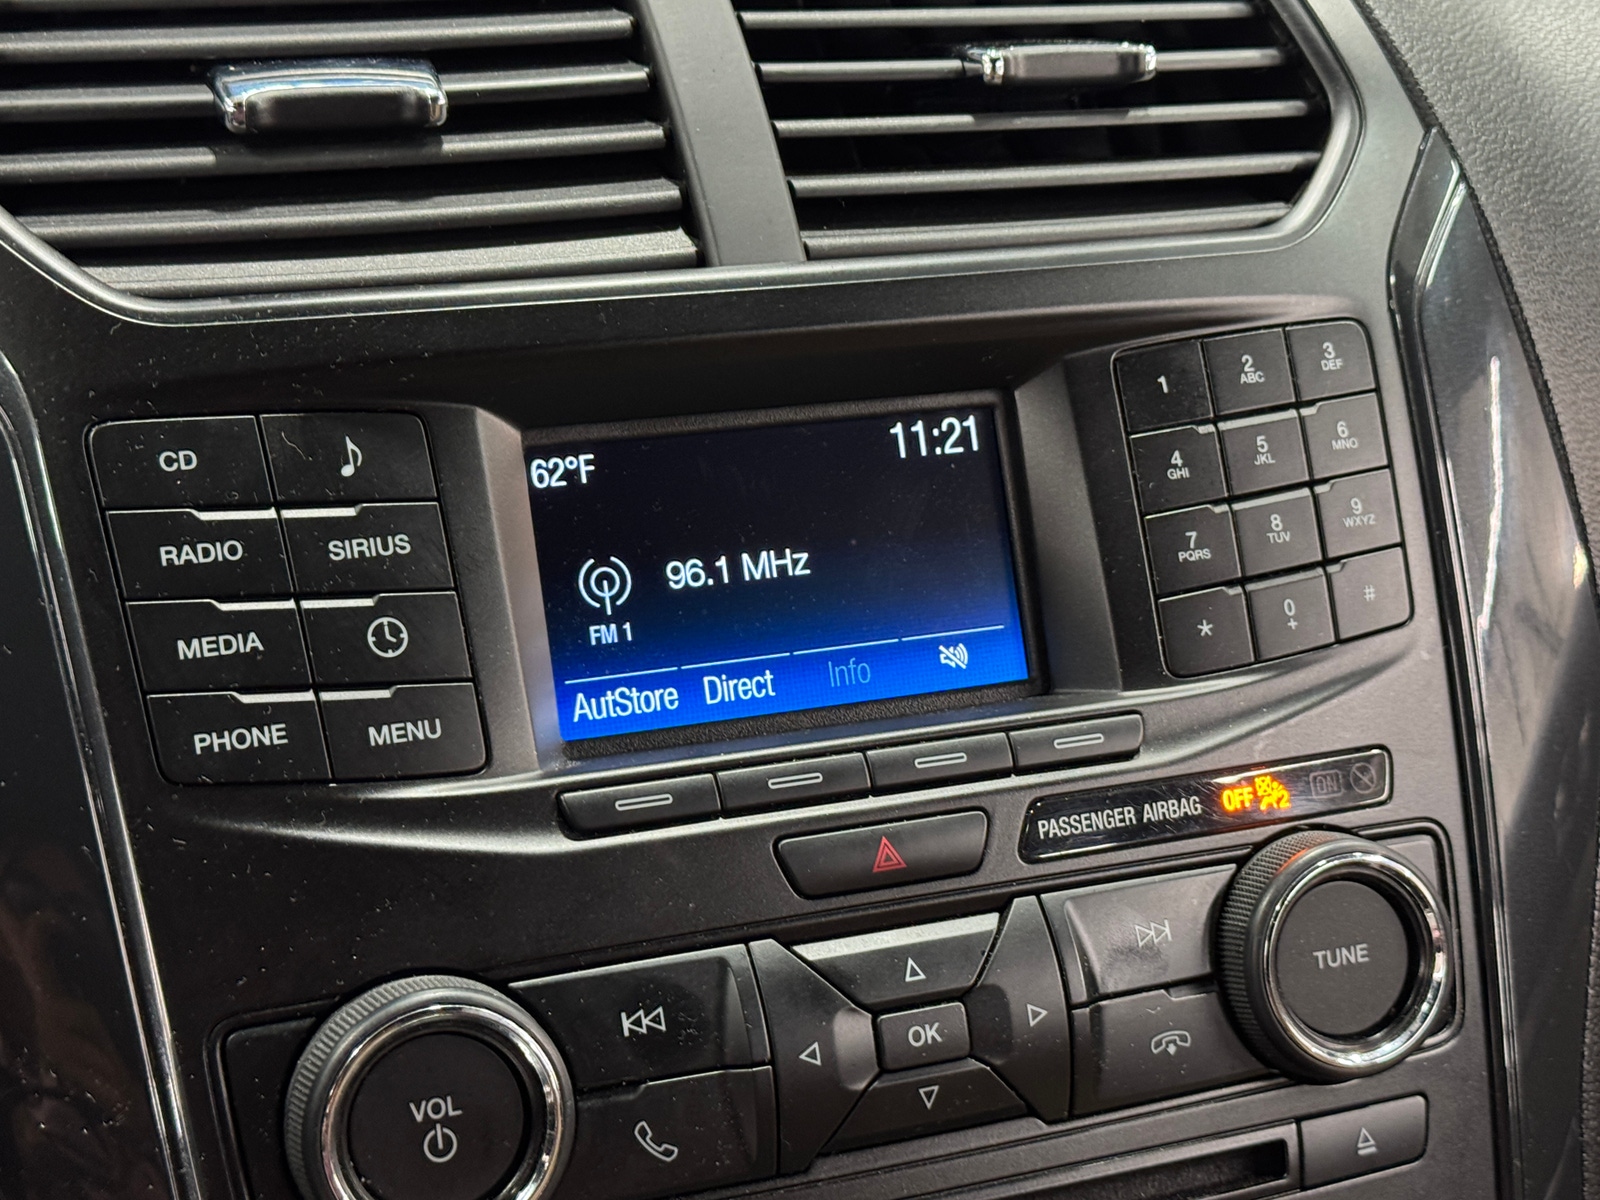 62°F
11:21
96.1 MHz
FM 1
AutStore Direct Info
CD
RADIO SIRIUS
MEDIA
PHONE MENU
1
2 ABC
3 DEF
4 GHI
5 JKL
6 MNO
7 PQRS
8 TUV
9 WXYZ
*
0 +
#
PASSENGER AIRBAG OFF 2 ON
VOL
OK
TUNE